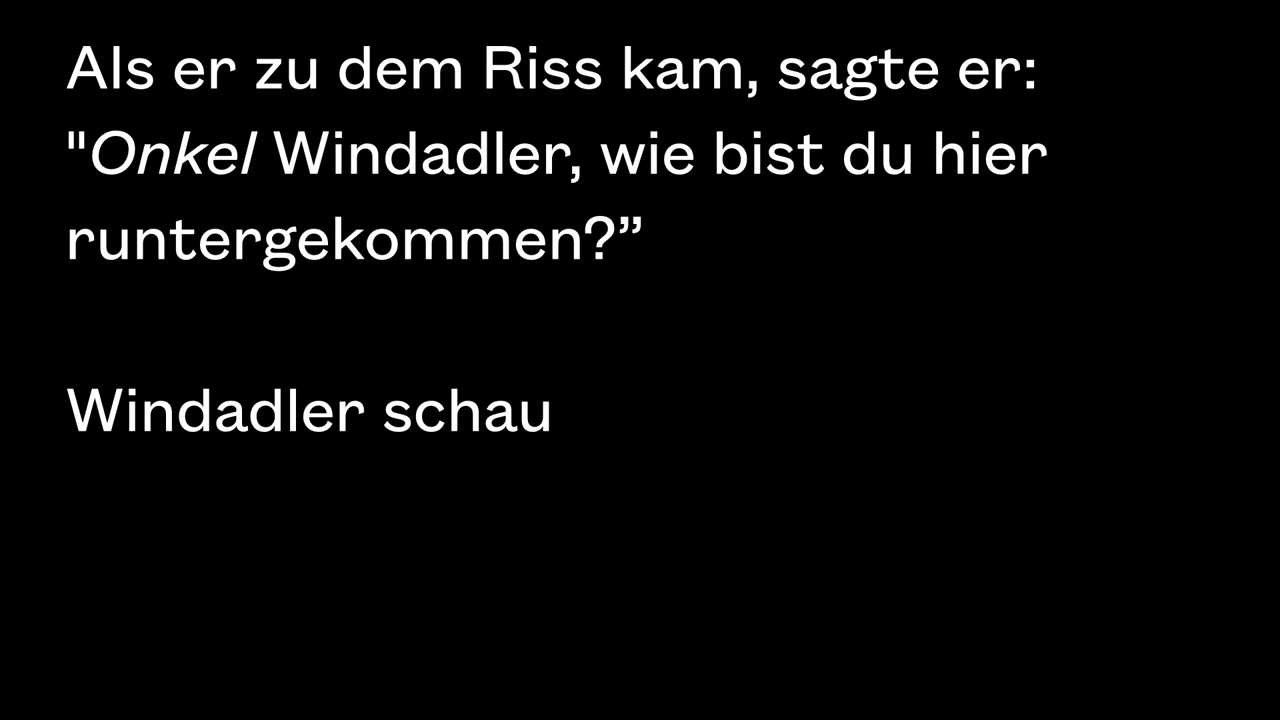 Als er zu dem Riss kam, sagte er:
"Onkel Windadler, wie bist du hier
runtergekommen?”
Windadler schau